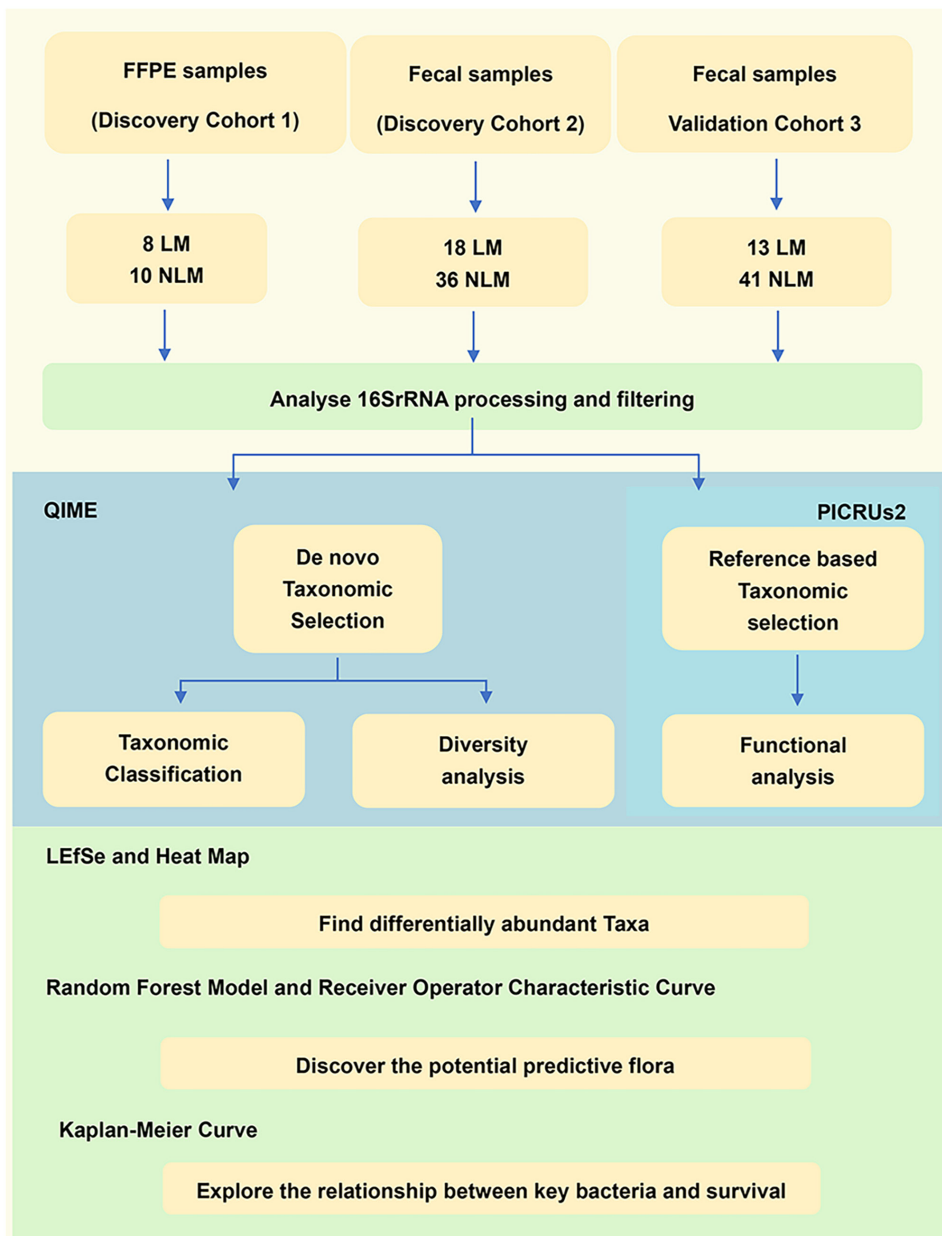 FFPE samples
(Discovery Cohort 1)
Fecal samples
(Discovery Cohort 2)
Fecal samples
Validation Cohort 3
8 LM
10 NLM
18 LM
36 NLM
13 LM
41 NLM
Analyse 16SrRNA processing and filtering
QIME
PICRUs2
De novo
Taxonomic
Selection
Reference based
Taxonomic
selection
Taxonomic
Classification
Diversity
analysis
Functional
analysis
LEfSe and Heat Map
Find differentially abundant Taxa
Random Forest Model and Receiver Operator Characteristic Curve
Discover the potential predictive flora
Kaplan-Meier Curve
Explore the relationship between key bacteria and survival